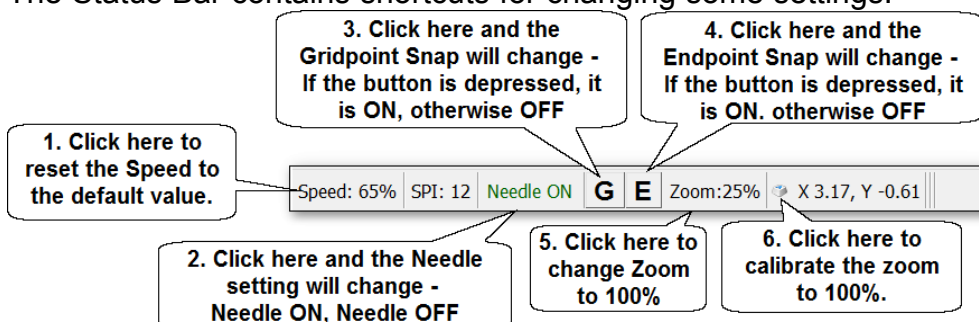 The Status Bar contains shortcuts for changing some settings.
3. Click here and the
Gridpoint Snap will change -
If the button is depressed, it
is ON, otherwise OFF
4. Click here and the
Endpoint Snap will change -
If the button is depressed, it
is ON. otherwise OFF
1. Click here to
reset the Speed to
the default value.
Speed: 65% SPI: 12 Needle ON G E Zoom:25% X 3.17, Y -0.61
2. Click here and the Needle
setting will change -
Needle ON, Needle OFF
5. Click here to
change Zoom
to 100%
6. Click here to
calibrate the zoom
to 100%.